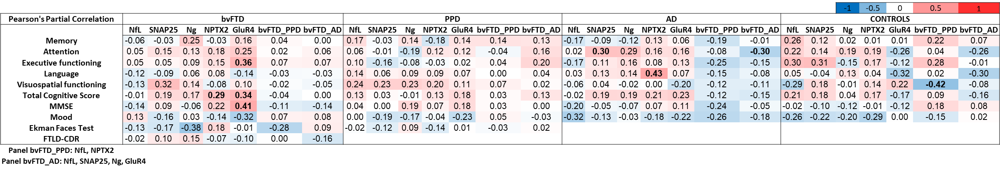 -1 -0.5 0 0.5 1
Pearson's Partial Correlation bvFTD PPD AD CONTROLS
NfL SNAP25 Ng NPTX2 GluR4 bvFTD_PPD bvFTD_AD NfL SNAP25 Ng NPTX2 GluR4 bvFTD_PPD bvFTD_AD NfL SNAP25 Ng NPTX2 GluR4 bvFTD_PPD bvFTD_AD NfL SNAP25 Ng NPTX2 GluR4 bvFTD_PPD bvFTD_AD
Memory -0.06 -0.03 0.25 -0.03 0.16 0.04 0.00 0.17 -0.03 0.14 -0.18 0.14 0.14 0.13 -0.17 -0.09 -0.12 0.13 0.06 -0.19 -0.01 0.26 0.12 0.02 0.01 0.01 0.22 0.07
Attention 0.05 0.15 0.13 0.18 0.25 0.02 0.06 0.06 -0.01 -0.19 0.12 0.12 -0.04 0.16 0.02 0.30 0.29 0.16 0.16 -0.08 -0.30 0.22 0.14 0.19 0.19 -0.26 0.04 -0.26
Executive functioning 0.05 0.05 0.09 0.15 0.36 0.07 0.07 0.10 -0.16 -0.08 -0.03 0.02 0.04 0.20 -0.17 0.11 0.16 0.08 0.13 -0.25 -0.15 0.30 0.31 -0.15 0.17 -0.12 0.28 -0.01
Language -0.12 -0.09 0.06 0.08 -0.14 -0.03 -0.03 0.14 0.06 0.09 0.09 0.07 0.00 0.04 0.03 0.13 0.14 0.43 0.07 -0.15 -0.08 0.05 -0.04 0.13 0.04 -0.32 0.02 -0.30
Visuospatial functioning -0.13 0.32 0.14 -0.08 0.10 -0.02 -0.05 0.24 0.23 0.23 0.20 0.11 0.07 0.02 -0.06 0.04 -0.02 0.00 -0.20 -0.12 -0.11 -0.29 0.18 -0.01 0.14 0.22 -0.42 -0.08
Total Cognitive Score -0.01 0.19 0.17 0.29 0.34 -0.04 0.00 0.13 0.03 -0.01 0.13 0.18 0.03 0.13 -0.02 0.19 0.19 0.21 0.23 -0.12 -0.15 0.21 0.18 0.04 0.17 -0.17 0.09 -0.16
MMSE -0.14 0.09 -0.06 0.22 0.41 -0.11 -0.14 0.04 0.00 0.19 0.07 0.18 0.03 0.00 -0.20 -0.05 -0.07 0.07 0.11 -0.24 -0.05 -0.02 -0.10 -0.12 -0.01 -0.12 0.18 0.08
Mood 0.13 -0.16 0.03 -0.14 -0.32 0.07 0.08 0.00 -0.19 -0.17 -0.04 -0.23 0.05 -0.03 -0.32 -0.13 -0.03 -0.18 -0.22 -0.26 -0.18 -0.26 -0.22 -0.20 -0.29 0.00 -0.15 0.02
Ekman Faces Test -0.13 -0.17 -0.38 0.18 -0.01 -0.28 0.09 -0.02 -0.12 0.09 -0.14 0.01 -0.03 0.02
FTLD-CDR -0.02 0.10 0.15 -0.07 -0.10 0.00 -0.16
Panel bvFTD_PPD: NfL, NPTX2
Panel bvFTD_AD: NfL, SNAP25, Ng, GluR4